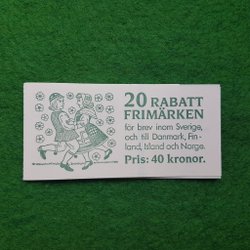 20 RABATT
FRIMÄRKEN
för brev inom Sverige,
och till Danmark, Fin-
land, Island och Norge.
Pris: 40 kronor.